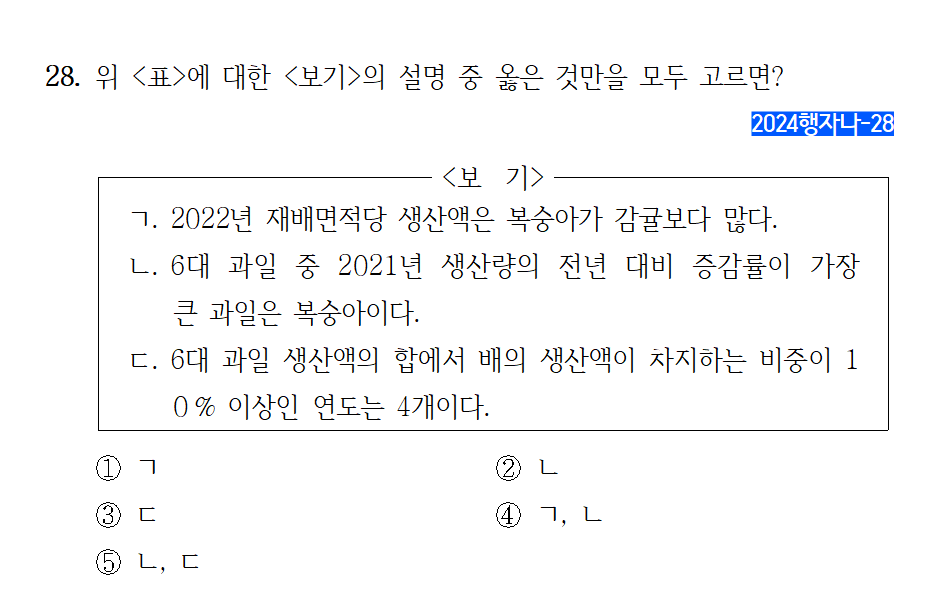 28. 위 <표>에 대한 <보기>의 설명 중 옳은 것만을 모두 고르면?
2024행자나-28
<보 기>
ㄱ. 2022년 재배면적당 생산액은 복숭아가 감귤보다 많다.
ㄴ. 6대 과일 중 2021년 생산량의 전년 대비 증감률이 가장
큰 과일은 복숭아이다.
ㄷ. 6대 과일 생산액의 합에서 배의 생산액이 차지하는 비중이 1
0% 이상인 연도는 4개이다.
① ㄱ ② ㄴ
③ ㄷ ④ ㄱ, ㄴ
⑤ ㄴ, ㄷ